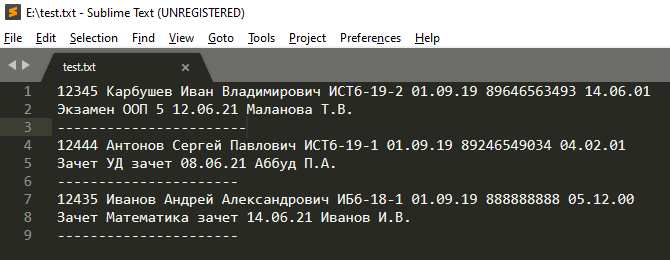 E:\test.txt - Sublime Text (UNREGISTERED)
File Edit Selection Find View Goto Tools Project Preferences Help
test.txt ×
1 12345 Карбушев Иван Владимирович ИСТб-19-2 01.09.19 89646563493 14.06.01
2 Экзамен ООП 5 12.06.21 Маланова Т.В.
3 -----------------------
4 12444 Антонов Сергей Павлович ИСТб-19-1 01.09.19 89246549034 04.02.01
5 Зачет УД зачет 08.06.21 Аббуд П.А.
6 ----------------------
7 12435 Иванов Андрей Александрович ИБб-18-1 01.09.19 888888888 05.12.00
8 Зачет Математика зачет 14.06.21 Иванов И.В.
9 ----------------------